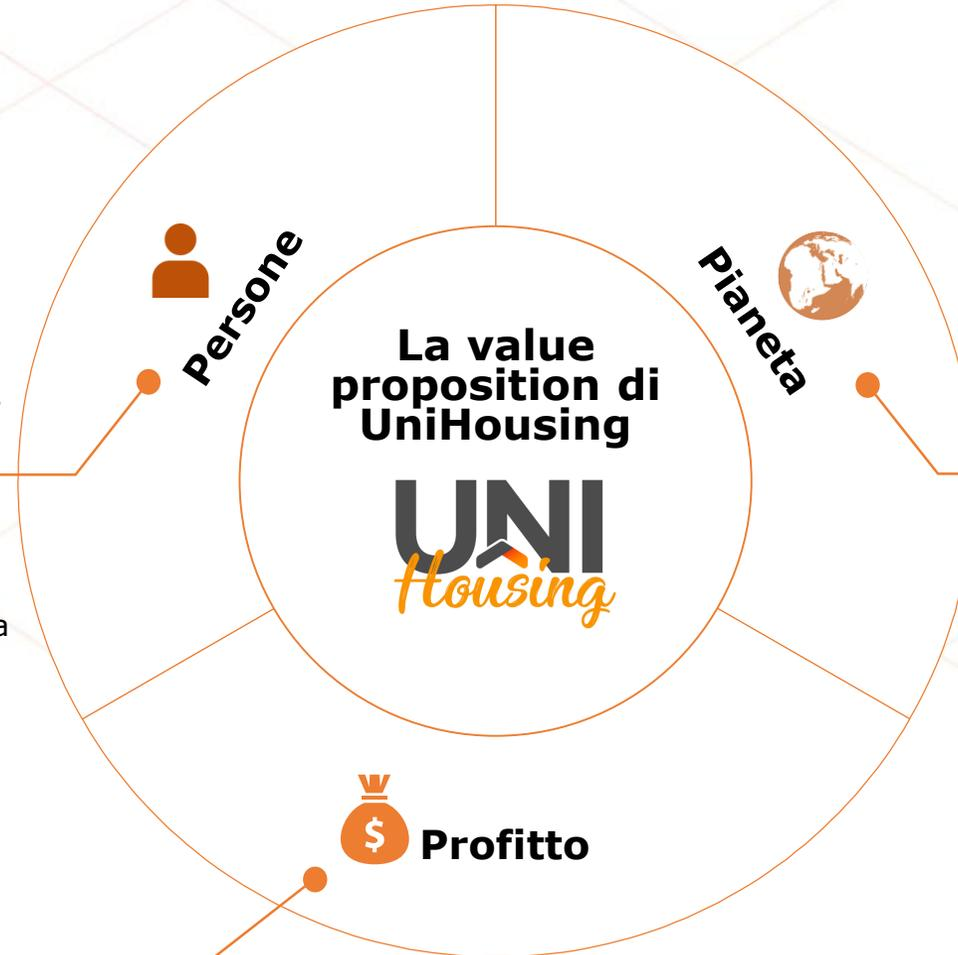 Persone
Pianeta
La value
proposition di
UniHousing
UNI
Housing
a
$
Profitto